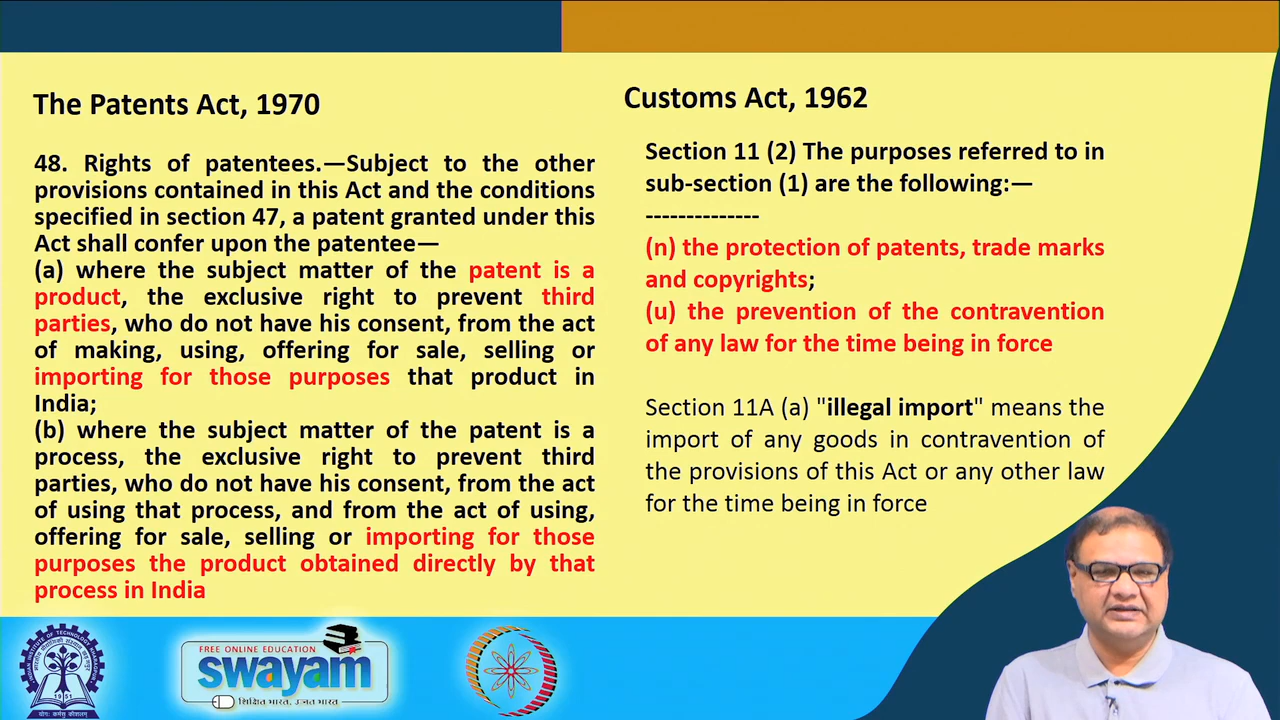 The Patents Act, 1970
48. Rights of patentees.—Subject to the other
provisions contained in this Act and the conditions
specified in section 47, a patent granted under this
Act shall confer upon the patentee—
(a) where the subject matter of the patent is a
product, the exclusive right to prevent third
parties, who do not have his consent, from the act
of making, using, offering for sale, selling or
importing for those purposes that product in
India;
(b) where the subject matter of the patent is a
process, the exclusive right to prevent third
parties, who do not have his consent, from the act
of using that process, and from the act of using,
offering for sale, selling or importing for those
purposes the product obtained directly by that
process in India
Customs Act, 1962
Section 11 (2) The purposes referred to in
sub-section (1) are the following:—
--------------
(n) the protection of patents, trade marks
and copyrights;
(u) the prevention of the contravention
of any law for the time being in force
Section 11A (a) "illegal import" means the
import of any goods in contravention of
the provisions of this Act or any other law
for the time being in force
1951
योगः कर्मसु कौशलम्
FREE ONLINE EDUCATION
swayam
शिक्षित भारत, उन्नत भारत